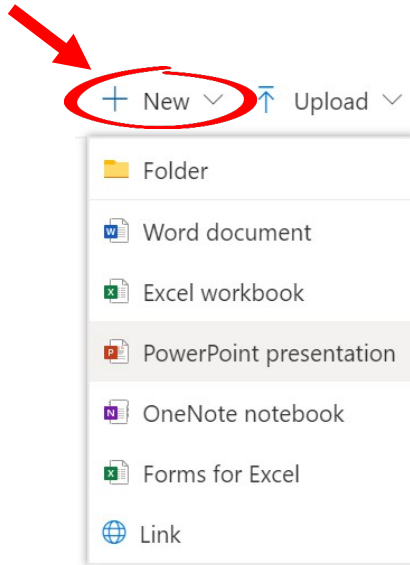 New Upload
Folder
Word document
Excel workbook
PowerPoint presentation
OneNote notebook
Forms for Excel
Link